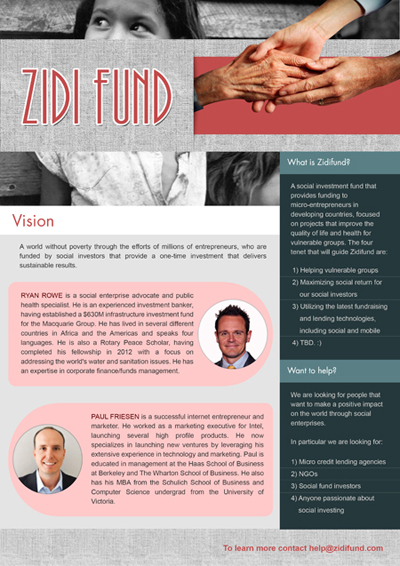 ZIDI FUND
Vision
A world without poverty through the efforts of millions of entrepreneurs, who are
funded by social investors that provide a one-time investment that delivers
sustainable results.
RYAN ROWE is a social enterprise advocate and public
health specialist. He is an experienced investment banker,
having established a $630M infrastructure investment fund
for the Macquarie Group. He has lived in several different
countries in Africa and the Americas and speaks four
languages. He is also a Rotary Peace Scholar, having
completed his fellowship in 2012 with a focus on
addressing the world's water and sanitation issues. He has
an expertise in corporate finance/funds management.
PAUL FRIESEN is a successful internet entrepreneur and
marketer. He worked as a marketing executive for Intel,
launching several high profile products. He now
specializes in launching new ventures by leveraging his
extensive experience in technology and marketing. Paul is
educated in management at the Haas School of Business
at Berkeley and The Wharton School of Business. He also
has his MBA from the Schulich School of Business and
Computer Science undergrad from the University of
Victoria.
What is Zidifund?
A social investment fund that
provides funding to
micro-entrepreneurs in
developing countries, focused
on projects that improve the
quality of life and health for
vulnerable groups. The four
tenet that will guide Zidifund are:
1) Helping vulnerable groups
2) Maximizing social return for
our social investors
3) Utilizing the latest fundraising
and lending technologies,
including social and mobile
4) TBD. :)
Want to help?
We are looking for people that
want to make a positive impact
on the world through social
enterprises.
In particular we are looking for:
1) Micro credit lending agencies
2) NGOs
3) Social fund investors
4) Anyone passionate about
social investing
To learn more contact help@zidifund.com